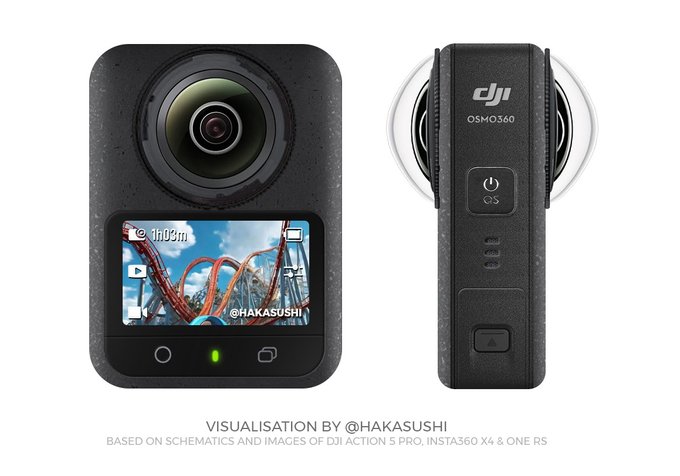 1h03m
@HAKASUSHI
dji
OSMO360
QS
VISUALISATION BY @HAKASUSHI
BASED ON SCHEMATICS AND IMAGES OF DJI ACTION 5 PRO, INSTA360 X4 & ONE RS